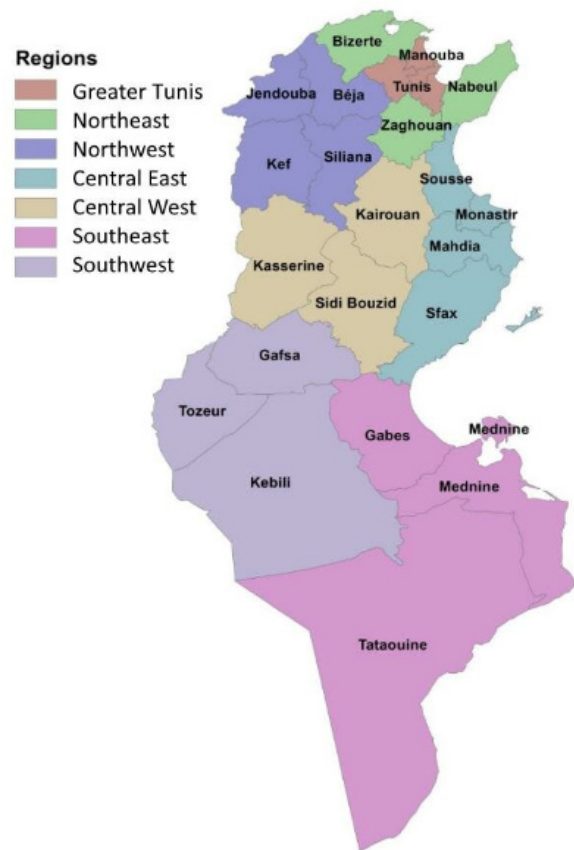 Regions
Greater Tunis
Northeast
Northwest
Central East
Central West
Southeast
Southwest
Bizerte
Manouba
Tunis
Nabeul
Jendouba
Béja
Zaghouan
Kef
Siliana
Sousse
Kairouan
Monastir
Mahdia
Kasserine
Sidi Bouzid
Sfax
Gafsa
Tozeur
Gabes
Mednine
Kebili
Mednine
Tataouine